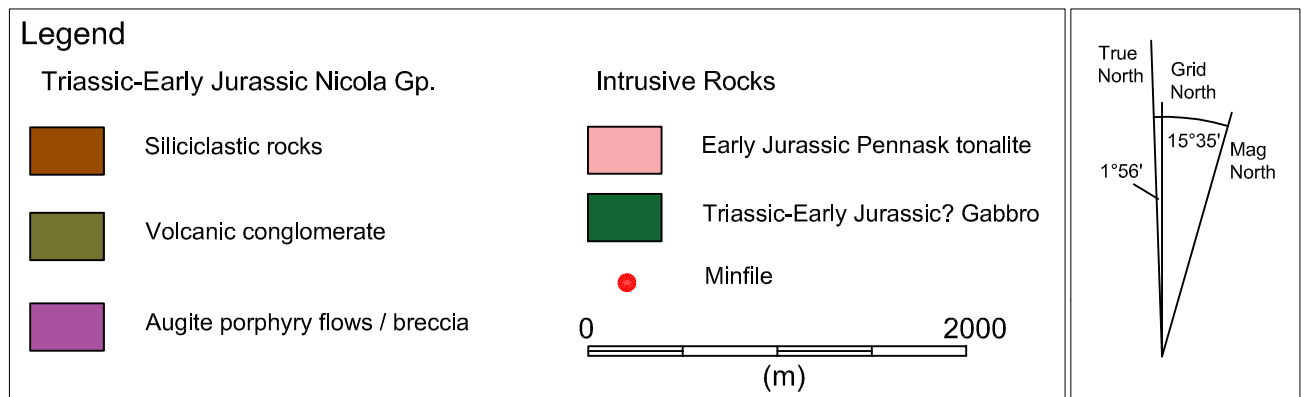 Legend
Triassic-Early Jurassic Nicola Gp.
Siliciclastic rocks
Volcanic conglomerate
Augite porphyry flows / breccia
Intrusive Rocks
Early Jurassic Pennask tonalite
Triassic-Early Jurassic? Gabbro
Minfile
0 2000
(m)
True
North
Grid
North
15°35'
Mag
North
1°56'